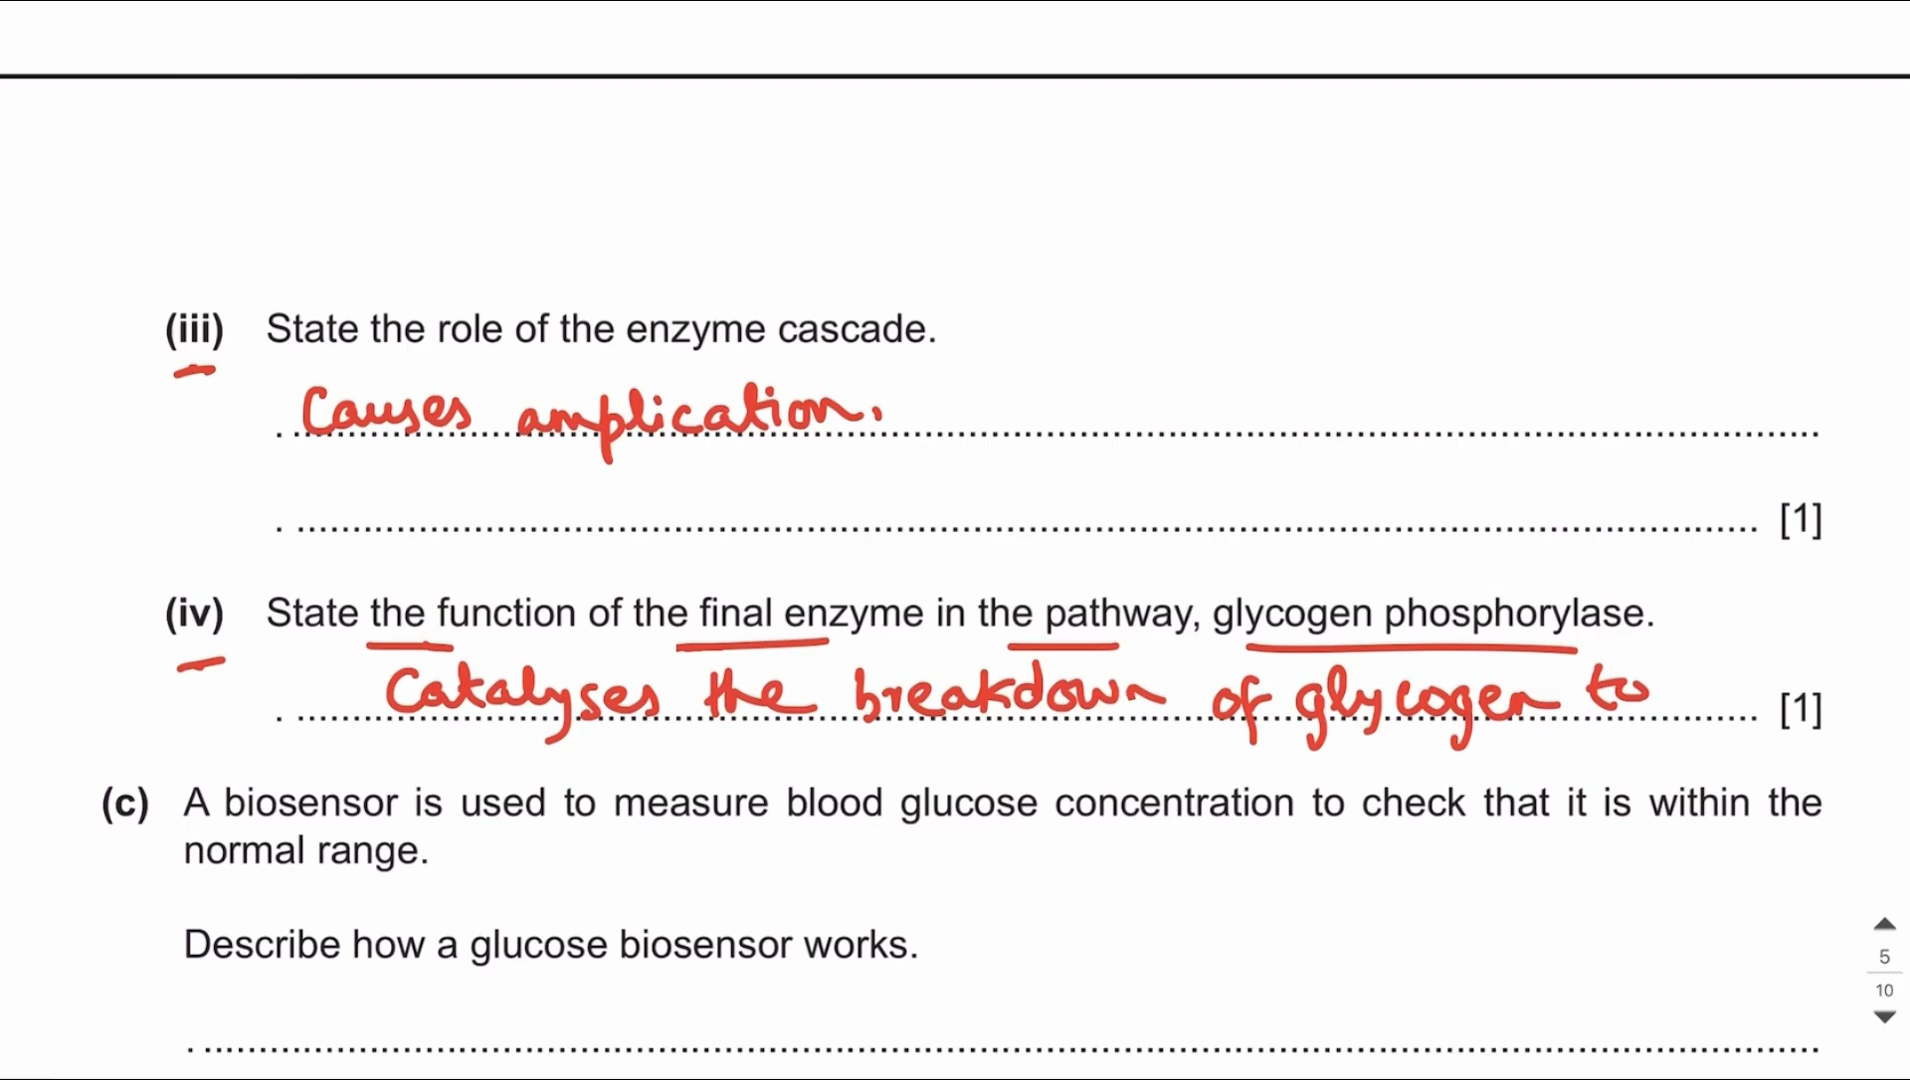 (iii) State the role of the enzyme cascade.
Causes amplication.
[1]
(iv) State the function of the final enzyme in the pathway, glycogen phosphorylase.
Catalyses the breakdown of glycogen to
[1]
(c) A biosensor is used to measure blood glucose concentration to check that it is within the
normal range.
Describe how a glucose biosensor works.
5
10